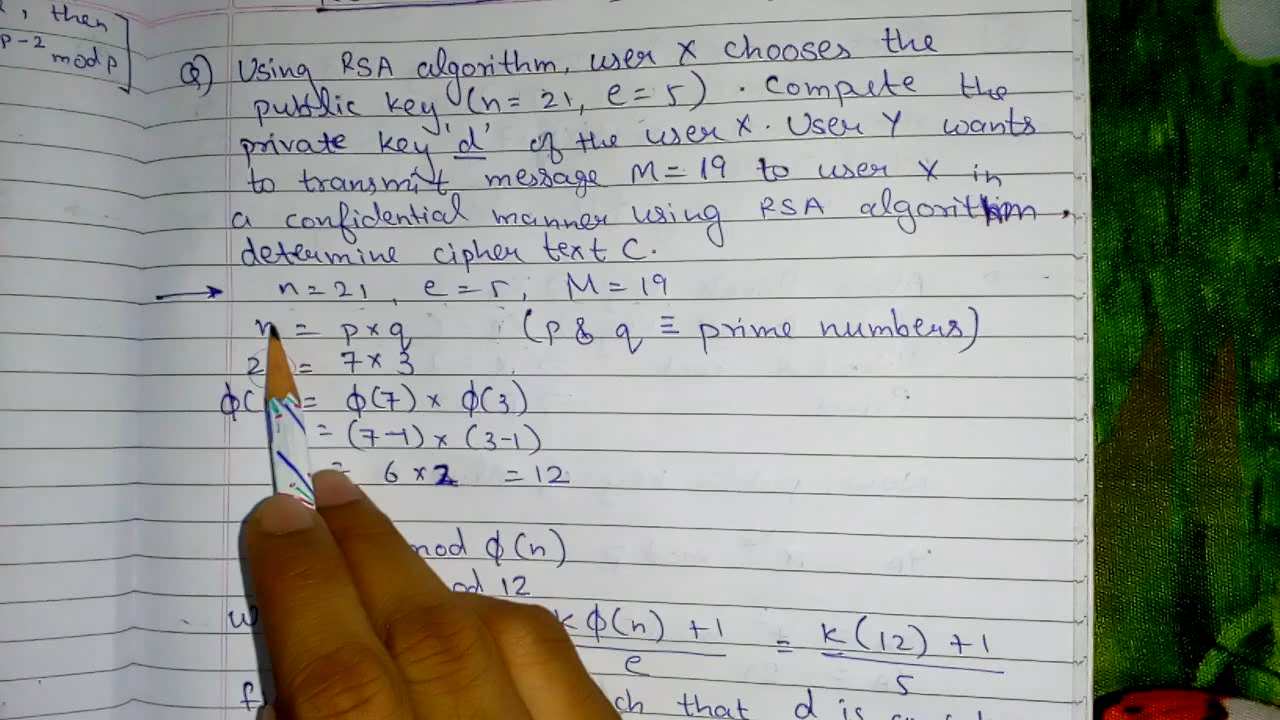 , then
p-2 mod p]
Q) Using RSA algorithm, user X chooses the
public key (n= 21, e= 5). Compute the
private key 'd' of the user X. User Y wants
to transmit message M= 19 to user X in
a confidential manner using RSA algorithm,
determine cipher text C.
→ n=21, e=5, M=19
n = p×q (p & q ≡ prime numbers)
= 7×3
ϕ( = ϕ(7) × ϕ(3)
= (7-1) × (3-1)
= 6 × 2 = 12
mod ϕ(n)
12
kϕ(n) +1 / e = k(12) +1 / 5
that d is